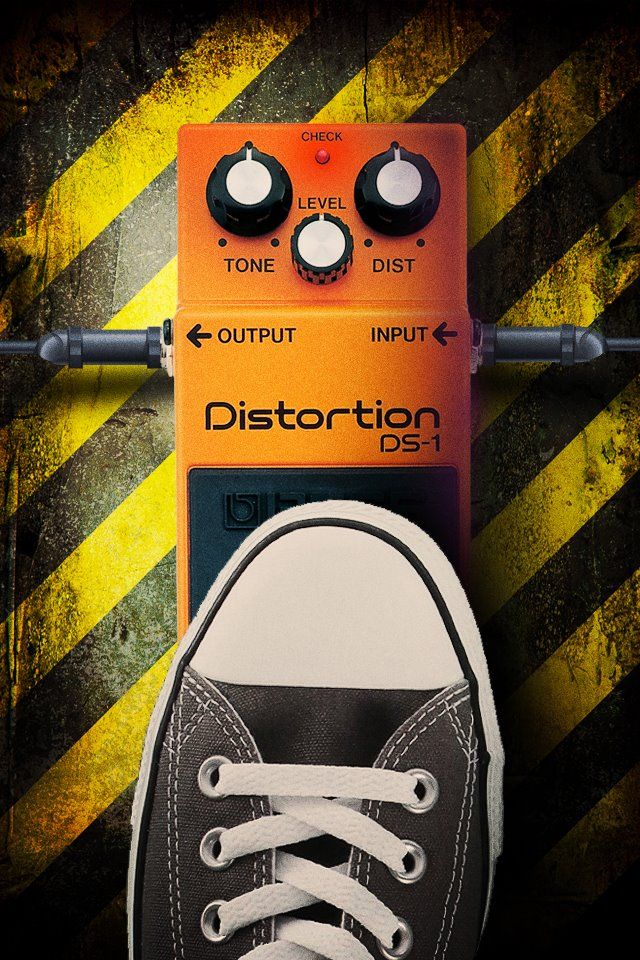 CHECK
LEVEL
TONE
DIST
← OUTPUT
INPUT ←
Distortion
DS-1